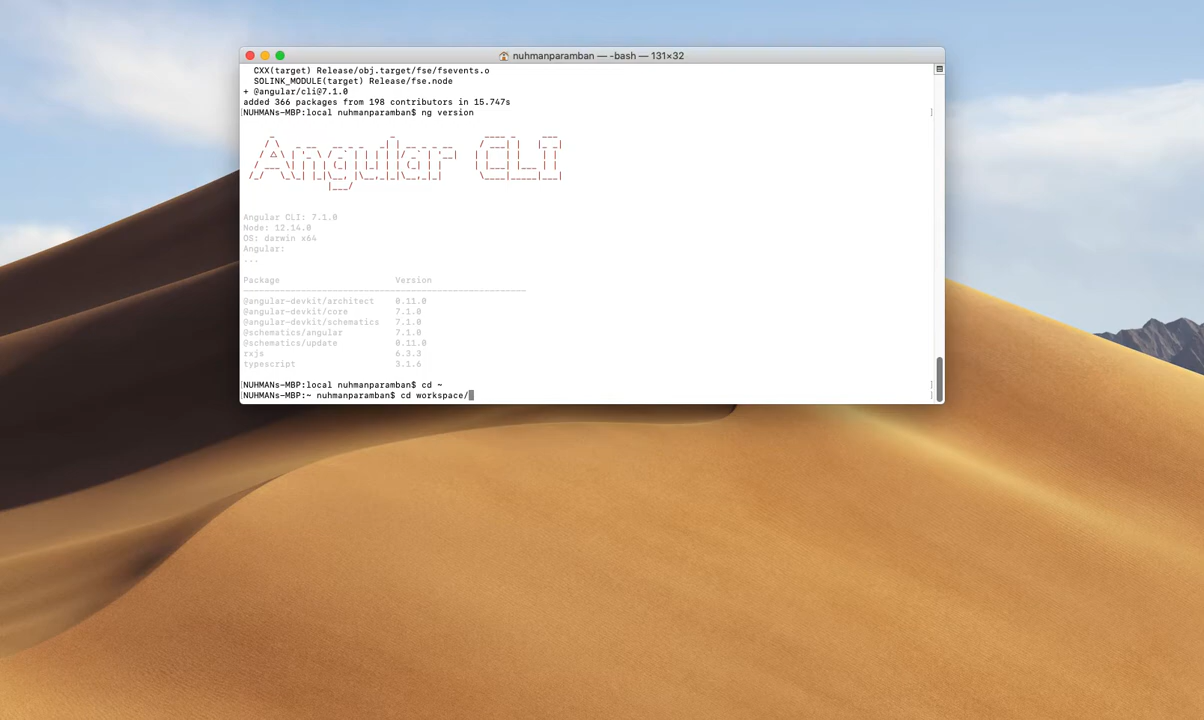 nuhmanparamban — -bash — 131×32
CXX(target) Release/obj.target/fse/fsevents.o
SOLINK_MODULE(target) Release/fse.node
+ @angular/cli@7.1.0
added 366 packages from 198 contributors in 15.747s
[NUHMANs-MBP:local nuhmanparamban$ ng version ]
Angular CLI
Angular CLI: 7.1.0
Node: 12.14.0
OS: darwin x64
Angular:
...
Package Version
------------------------------------------------------
@angular-devkit/architect 0.11.0
@angular-devkit/core 7.1.0
@angular-devkit/schematics 7.1.0
@schematics/angular 7.1.0
@schematics/update 0.11.0
rxjs 6.3.3
typescript 3.1.6
[NUHMANs-MBP:local nuhmanparamban$ cd ~ ]
[NUHMANs-MBP:~ nuhmanparamban$ cd workspace/ ]